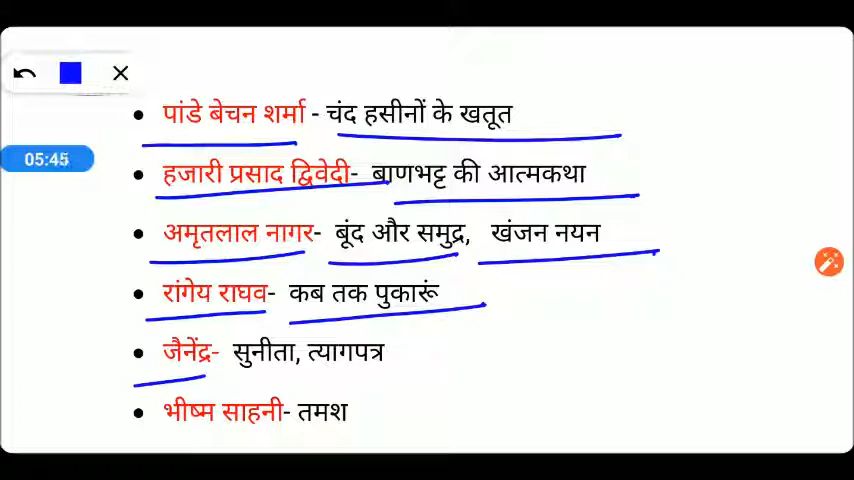 पांडे बेचन शर्मा - चंद हसीनों के खतूत
05:45
हजारी प्रसाद द्विवेदी- बाणभट्ट की आत्मकथा
अमृतलाल नागर- बूंद और समुद्र, खंजन नयन
रांगेय राघव- कब तक पुकारूं
जैनेंद्र- सुनीता, त्यागपत्र
भीष्म साहनी- तमश